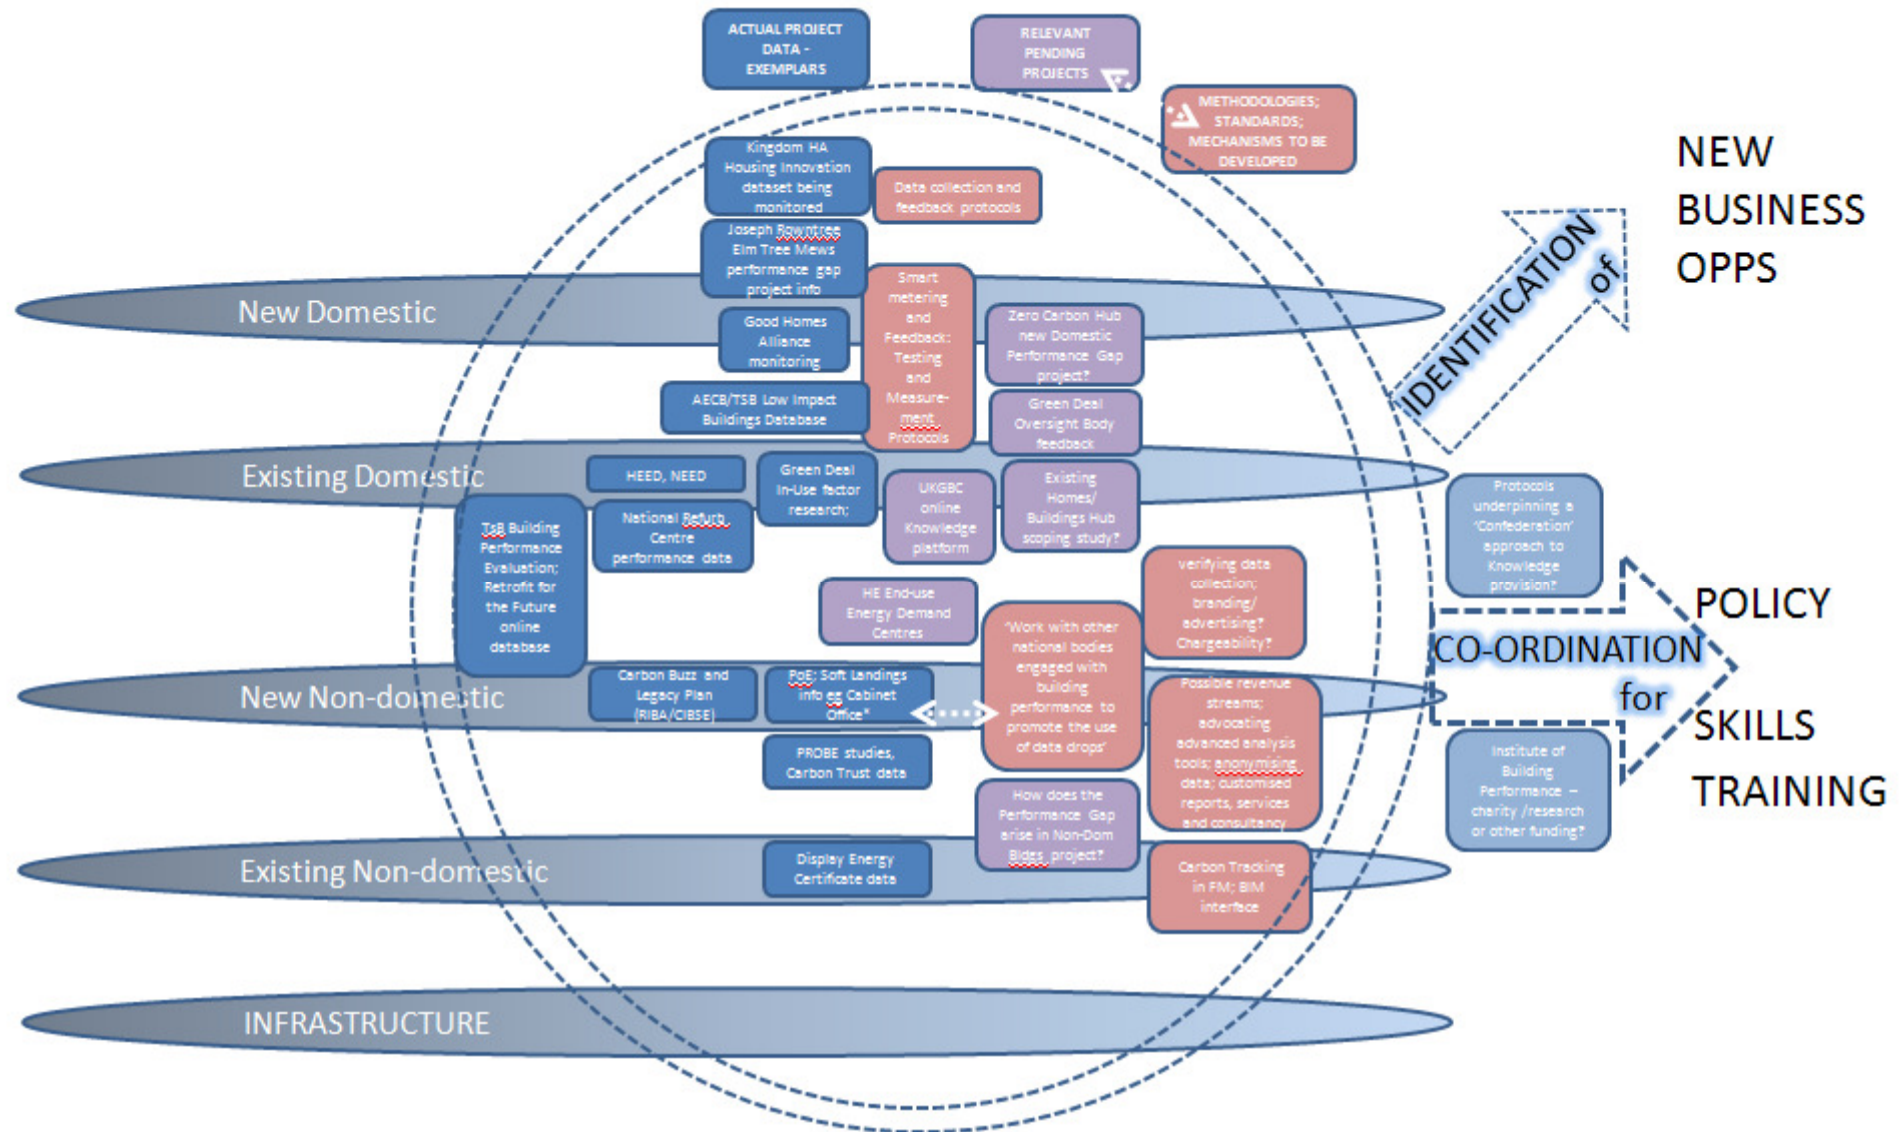 ACTUAL PROJECT
DATA -
EXEMPLARS
RELEVANT
PENDING
PROJECTS
METHODOLOGIES;
STANDARDS;
MECHANISMS TO BE
DEVELOPED
Kingdom HA
Housing Innovation
dataset being
monitored
Data collection and
feedback protocols
Joseph Rowntree
Elm Tree Mews
performance gap
project info
NEW
BUSINESS
OPPS
IDENTIFICATION
of
New Domestic
Good Homes
Alliance
monitoring
Smart
metering
and
Feedback:
Testing
and
Measure-
ment
Protocols
Zero Carbon Hub
new Domestic
Performance Gap
project?
AECB/TSB Low Impact
Buildings Database
Green Deal
Oversight Body
feedback
Existing Domestic
HEED, NEED
Green Deal
In-Use factor
research;
UKGBC
online
Knowledge
platform
Existing
Homes/
Buildings Hub
scoping study?
Protocols
underpinning a
'Confederation'
approach to
Knowledge
provision?
TsB Building
Performance
Evaluation;
Retrofit for
the Future
online
database
National Refurb
Centre
performance data
HE End-use
Energy Demand
Centres
verifying data
collection;
branding/
advertising?
Chargeability?
'Work with other
national bodies
engaged with
building
performance to
promote the use
of data drops'
POLICY
CO-ORDINATION
for
SKILLS
TRAINING
New Non-domestic
Carbon Buzz and
Legacy Plan
(RIBA/CIBSE)
PoE; Soft Landings
info eg Cabinet
Office*
Possible revenue
streams;
advocating
advanced analysis
tools; anonymising
data; customised
reports, services
and consultancy
PROBE studies,
Carbon Trust data
Institute of
Building
Performance –
charity /research
or other funding?
How does the
Performance Gap
arise in Non-Dom
Bldgs project?
Existing Non-domestic
Display Energy
Certificate data
Carbon Tracking
in FM; BIM
interface
INFRASTRUCTURE